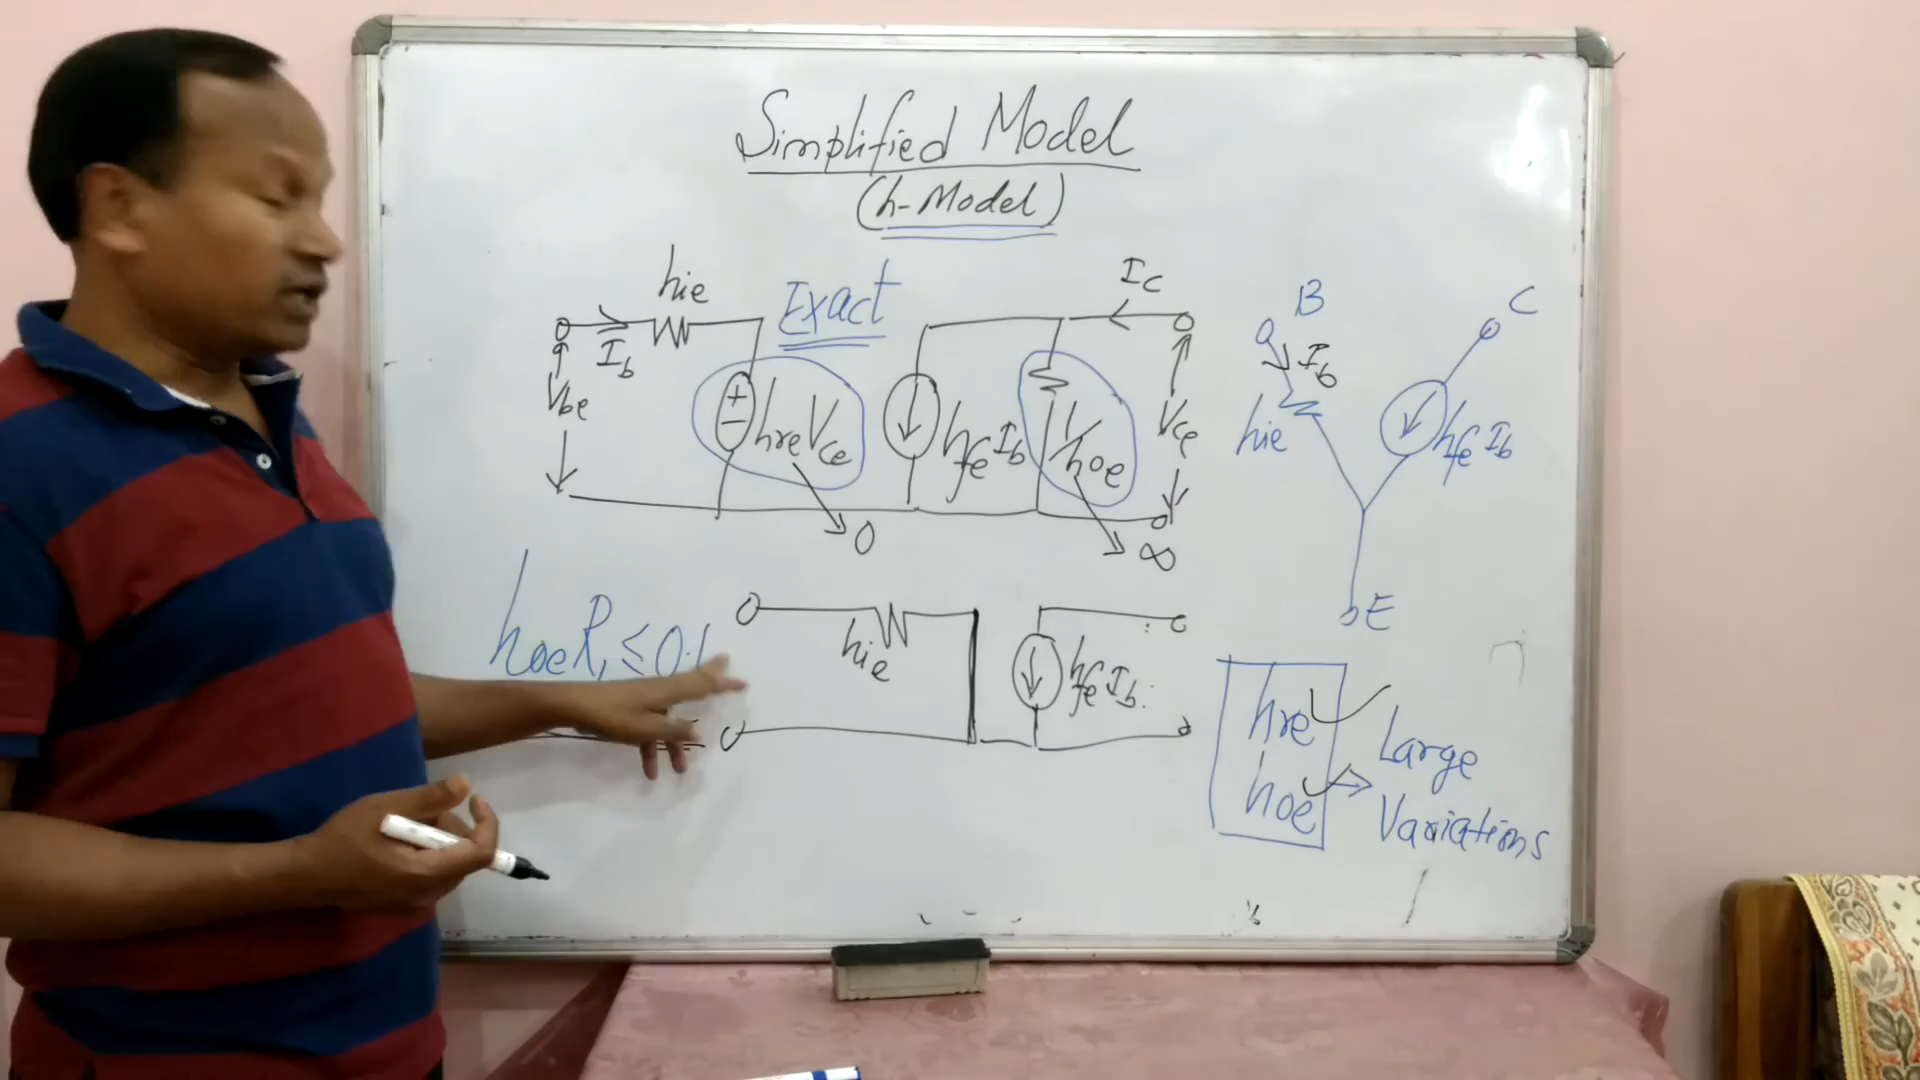 Simplified Model
(h-Model)
hie
Exact
Ic
B
C
Ib
Ib
Vbe
+
-
hreVce
hfeIb
1/hoe
Vce
hie
hfeIb
0
∞
E
hoeRL ≤ 0.1
hie
hfeIb
hre
Large
hoe
Variations